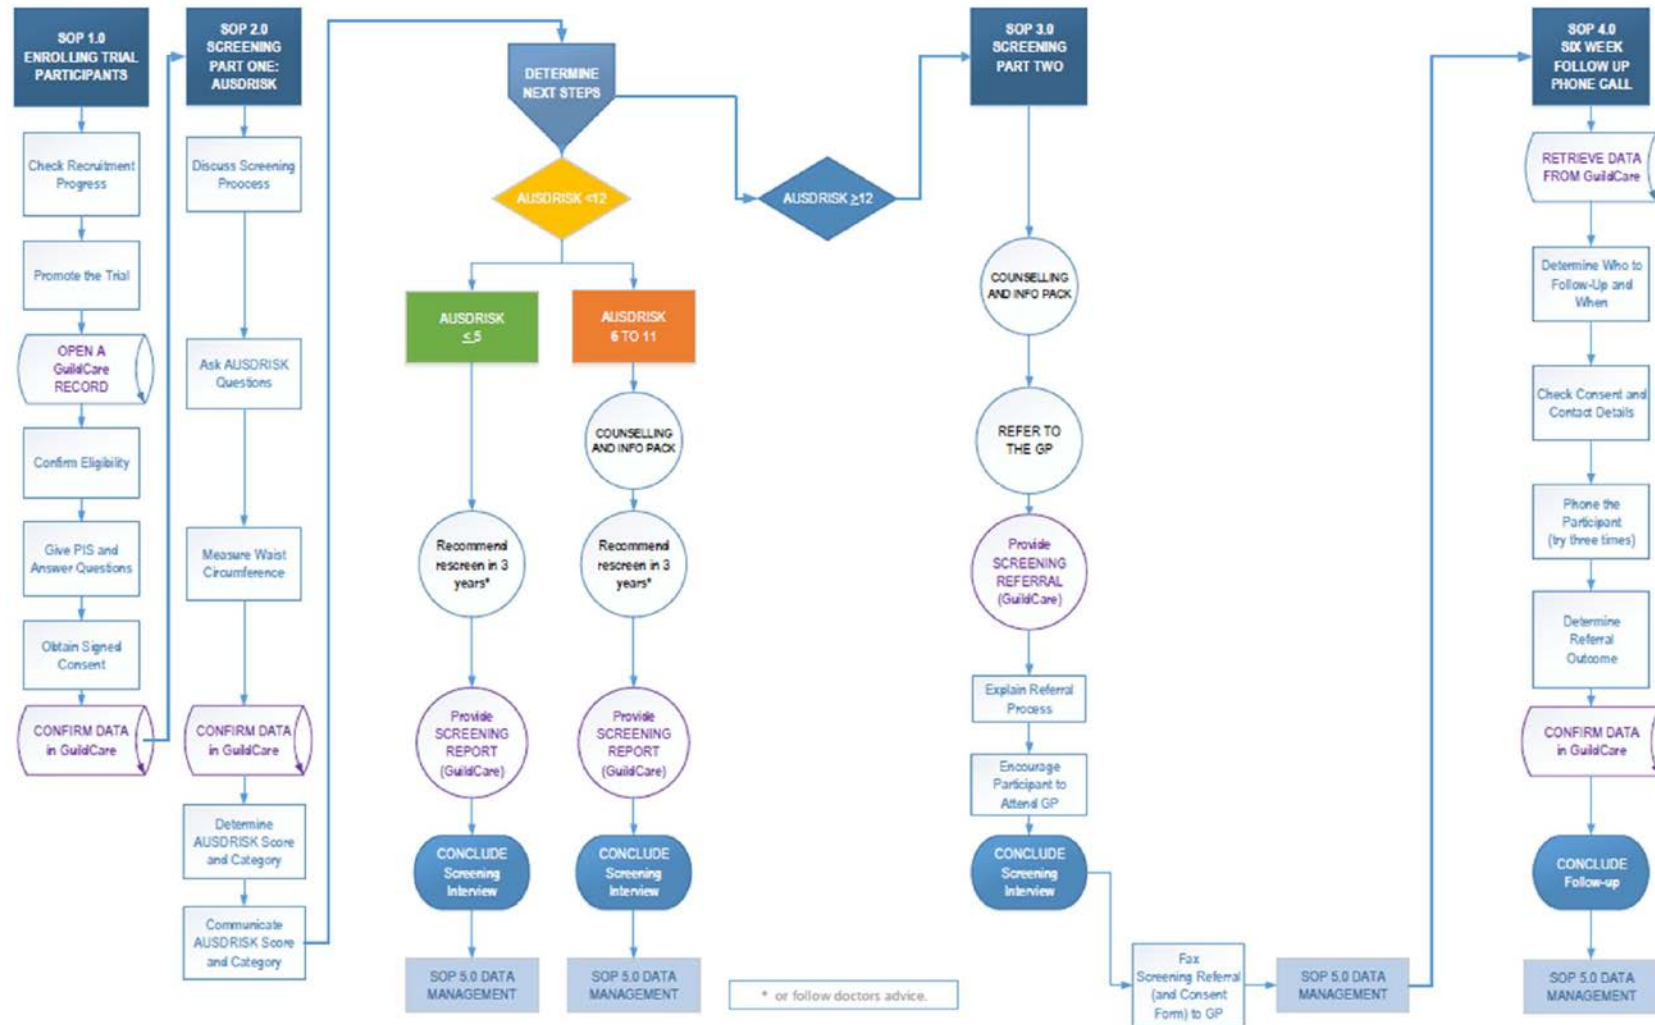 SOP 1.0
ENROLLING TRIAL
PARTICIPANTS
Check Recruitment
Progress
Promote the Trial
OPEN A
GuildCare
RECORD
Confirm Eligibility
Give PIS and
Answer Questions
Obtain Signed
Consent
CONFIRM DATA
in GuildCare
SOP 2.0
SCREENING
PART ONE:
AUSDRISK
Discuss Screening
Proocess
Ask AUSDRISK
Questions
Measure Waist
Circumference
CONFIRM DATA
in GuildCare
Determine
AUSDRISK Score
and Category
Communicate
AUSDRISK Score
and Category
DETERMINE
NEXT STEPS
AUSDRISK <12
AUSDRISK ≥12
AUSDRISK
≤ 5
Recommend
rescreen in 3
years*
Provide
SCREENING
REPORT
(GuildCare)
CONCLUDE
Screening
Interview
SOP 5.0 DATA
MANAGEMENT
AUSDRISK
6 TO 11
COUNSELLING
AND INFO PACK
Recommend
rescreen in 3
years*
Provide
SCREENING
REPORT
(GuildCare)
CONCLUDE
Screening
Interview
SOP 5.0 DATA
MANAGEMENT
* or follow doctors advice.
SOP 3.0
SCREENING
PART TWO
COUNSELLING
AND INFO PACK
REFER TO
THE GP
Provide
SCREENING
REFERRAL
(GuildCare)
Explain Referral
Process
Encourage
Participant to
Attend GP
CONCLUDE
Screening
Interview
Fax
Screening Referral
(and Consent
Form) to GP
SOP 5.0 DATA
MANAGEMENT
SOP 4.0
SIX WEEK
FOLLOW UP
PHONE CALL
RETRIEVE DATA
FROM GuildCare
Determine Who to
Follow-Up and
When
Check Consent and
Contact Details
Phone the
Participant
(try three times)
Determine
Referral
Outcome
CONFIRM DATA
in GuildCare
CONCLUDE
Follow-up
SOP 5.0 DATA
MANAGEMENT